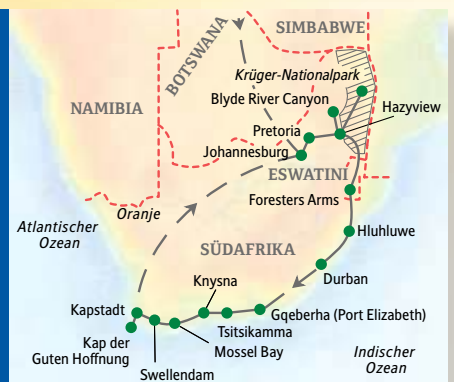 SIMBABWE
BOTSWANA
Krüger-Nationalpark
Blyde River Canyon
NAMIBIA
Hazyview
Pretoria
Johannesburg
ESWATINI
Foresters Arms
Oranje
Atlantischer
Ozean
Hluhluwe
SÜDAFRIKA
Durban
Knysna
Kapstadt
Gqeberha (Port Elizabeth)
Tsitsikamma
Kap der
Guten Hoffnung
Mossel Bay
Swellendam
Indischer
Ozean